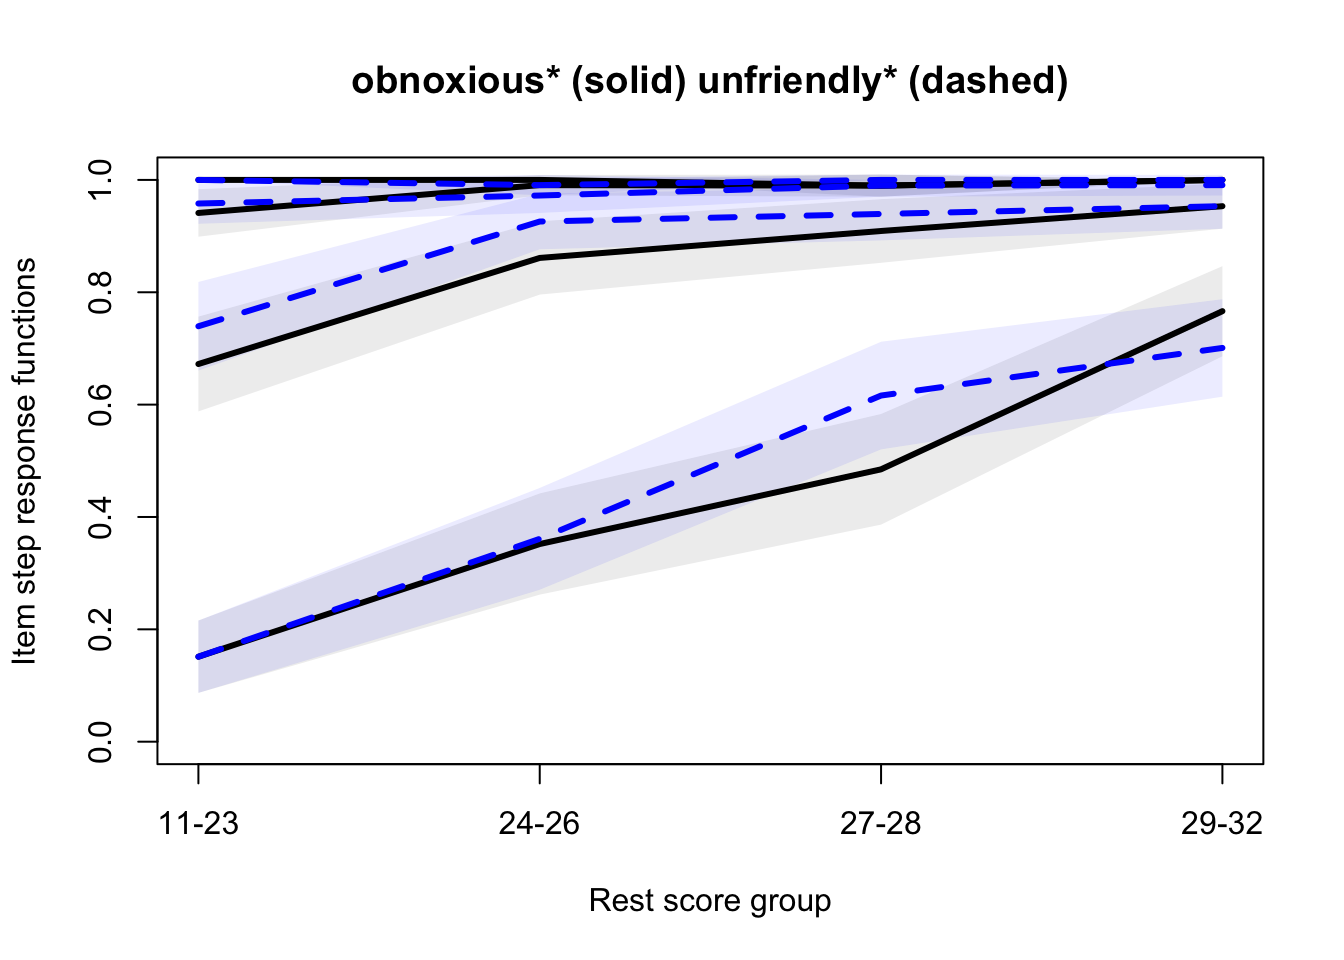 obnoxious* (solid) unfriendly* (dashed)
Item step response functions
1.0
0.8
0.6
0.4
0.2
0.0
11-23 24-26 27-28 29-32
Rest score group